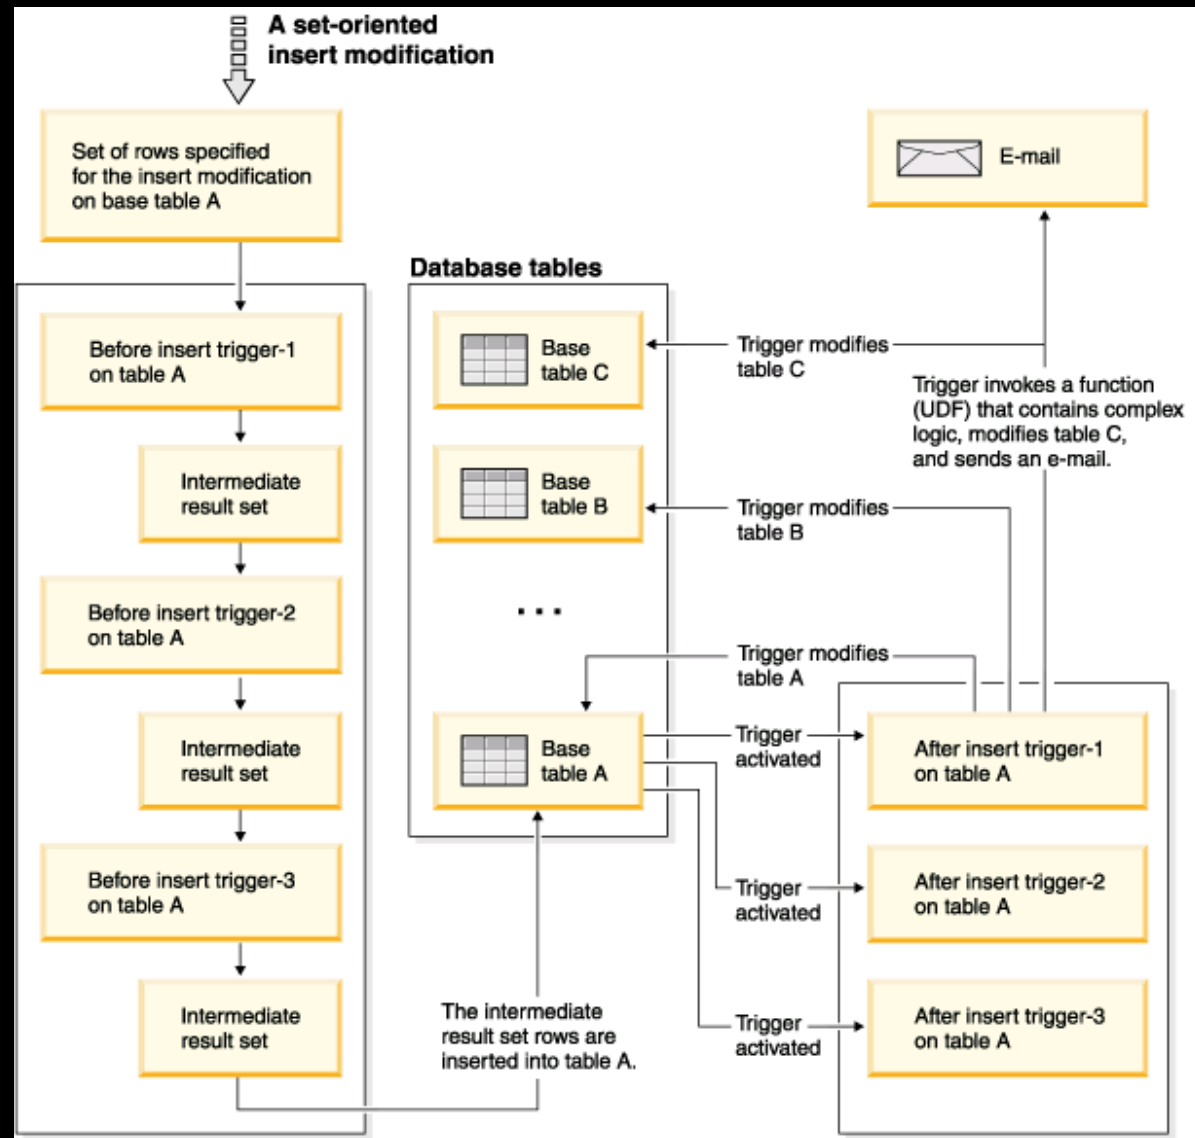 A set-oriented
insert modification
Set of rows specified
for the insert modification
on base table A
Before insert trigger-1
on table A
Intermediate
result set
Before insert trigger-2
on table A
Intermediate
result set
Before insert trigger-3
on table A
Intermediate
result set
The intermediate
result set rows are
inserted into table A.
Database tables
Base
table C
Base
table B
...
Base
table A
Trigger modifies
table C
Trigger modifies
table B
Trigger modifies
table A
Trigger
activated
Trigger
activated
Trigger
activated
E-mail
Trigger invokes a function
(UDF) that contains complex
logic, modifies table C,
and sends an e-mail.
After insert trigger-1
on table A
After insert trigger-2
on table A
After insert trigger-3
on table A